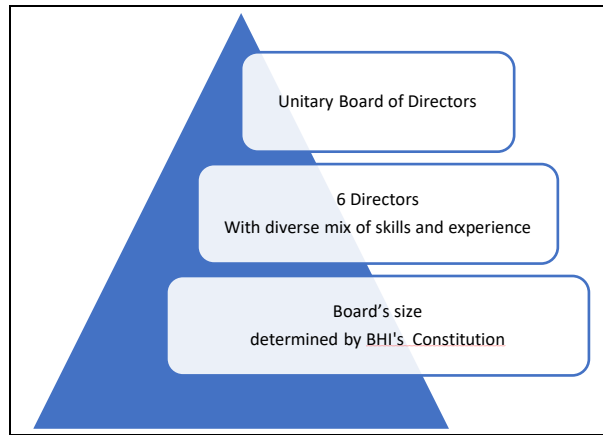 Unitary Board of Directors
6 Directors
With diverse mix of skills and experience
Board’s size
determined by BHI's Constitution